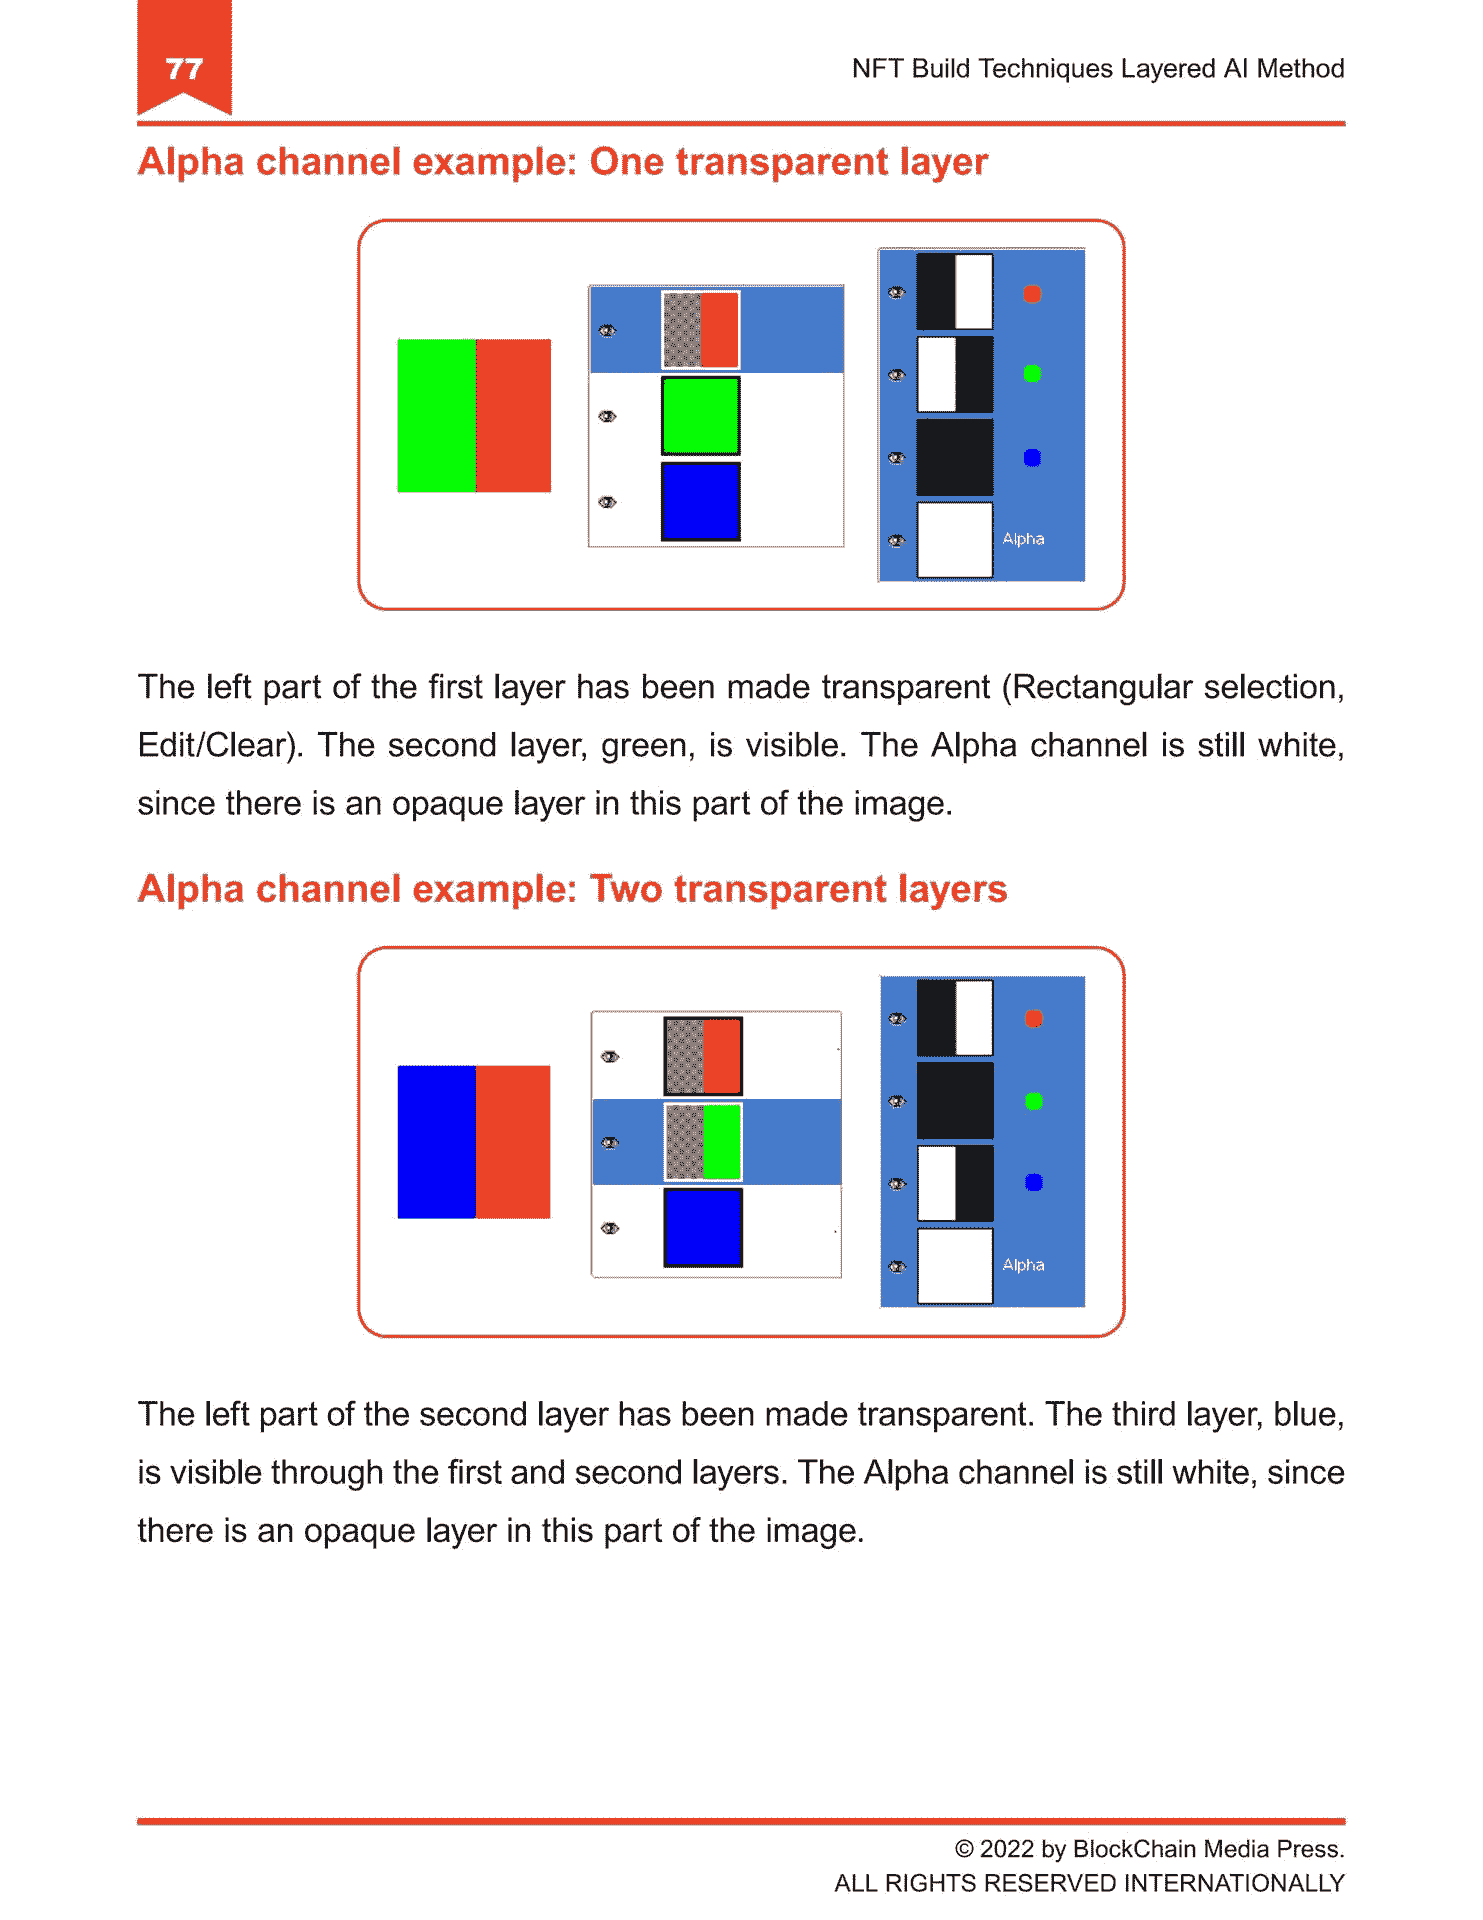 77
NFT Build Techniques Layered AI Method
Alpha channel example: One transparent layer
Alpha
The left part of the first layer has been made transparent (Rectangular selection,
Edit/Clear). The second layer, green, is visible. The Alpha channel is still white,
since there is an opaque layer in this part of the image.
Alpha channel example: Two transparent layers
Alpha
The left part of the second layer has been made transparent. The third layer, blue,
is visible through the first and second layers. The Alpha channel is still white, since
there is an opaque layer in this part of the image.
© 2022 by BlockChain Media Press.
ALL RIGHTS RESERVED INTERNATIONALLY